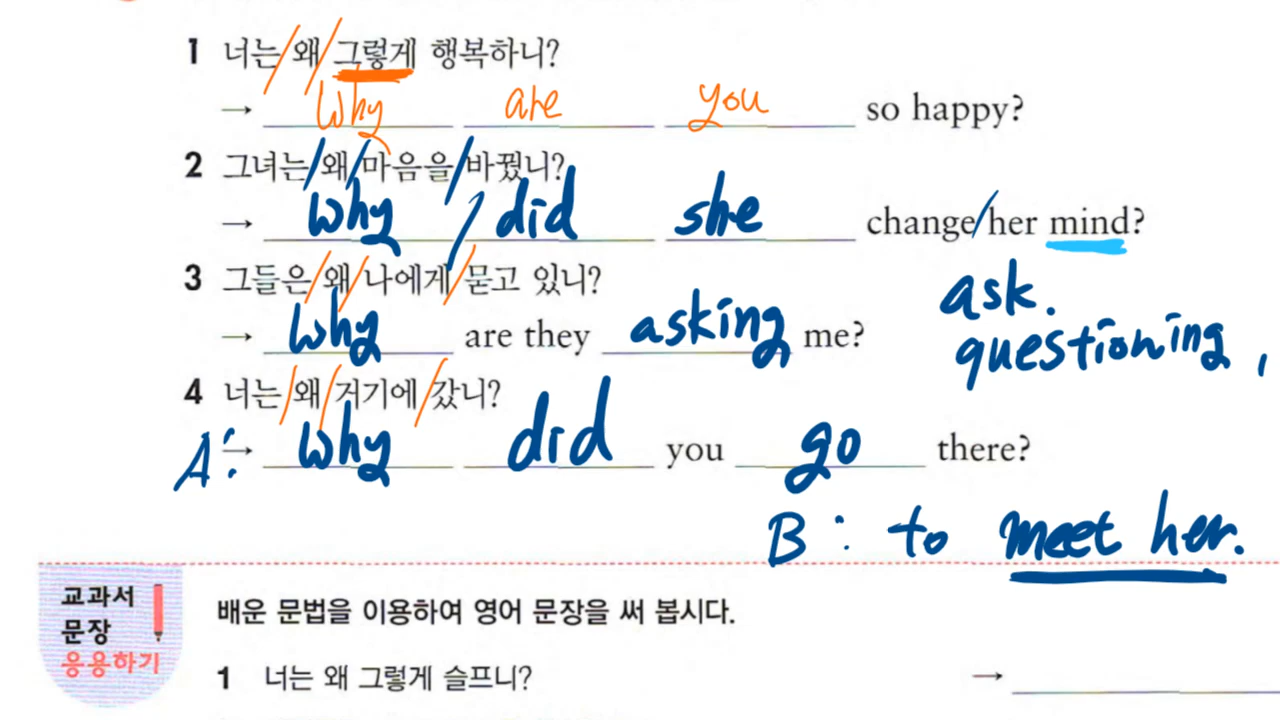 1 너는/왜/그렇게 행복하니?
→ Why are you so happy?
2 그녀는/왜/마음을/바꿨니?
→ why did she change/her mind?
3 그들은/왜/나에게/묻고 있니?
→ why are they asking me?
ask.
questioning,
4 너는/왜/거기에/갔니?
A: → why did you go there?
B: to meet her.
교과서
문장
응용하기
배운 문법을 이용하여 영어 문장을 써 봅시다.
1 너는 왜 그렇게 슬프니? →